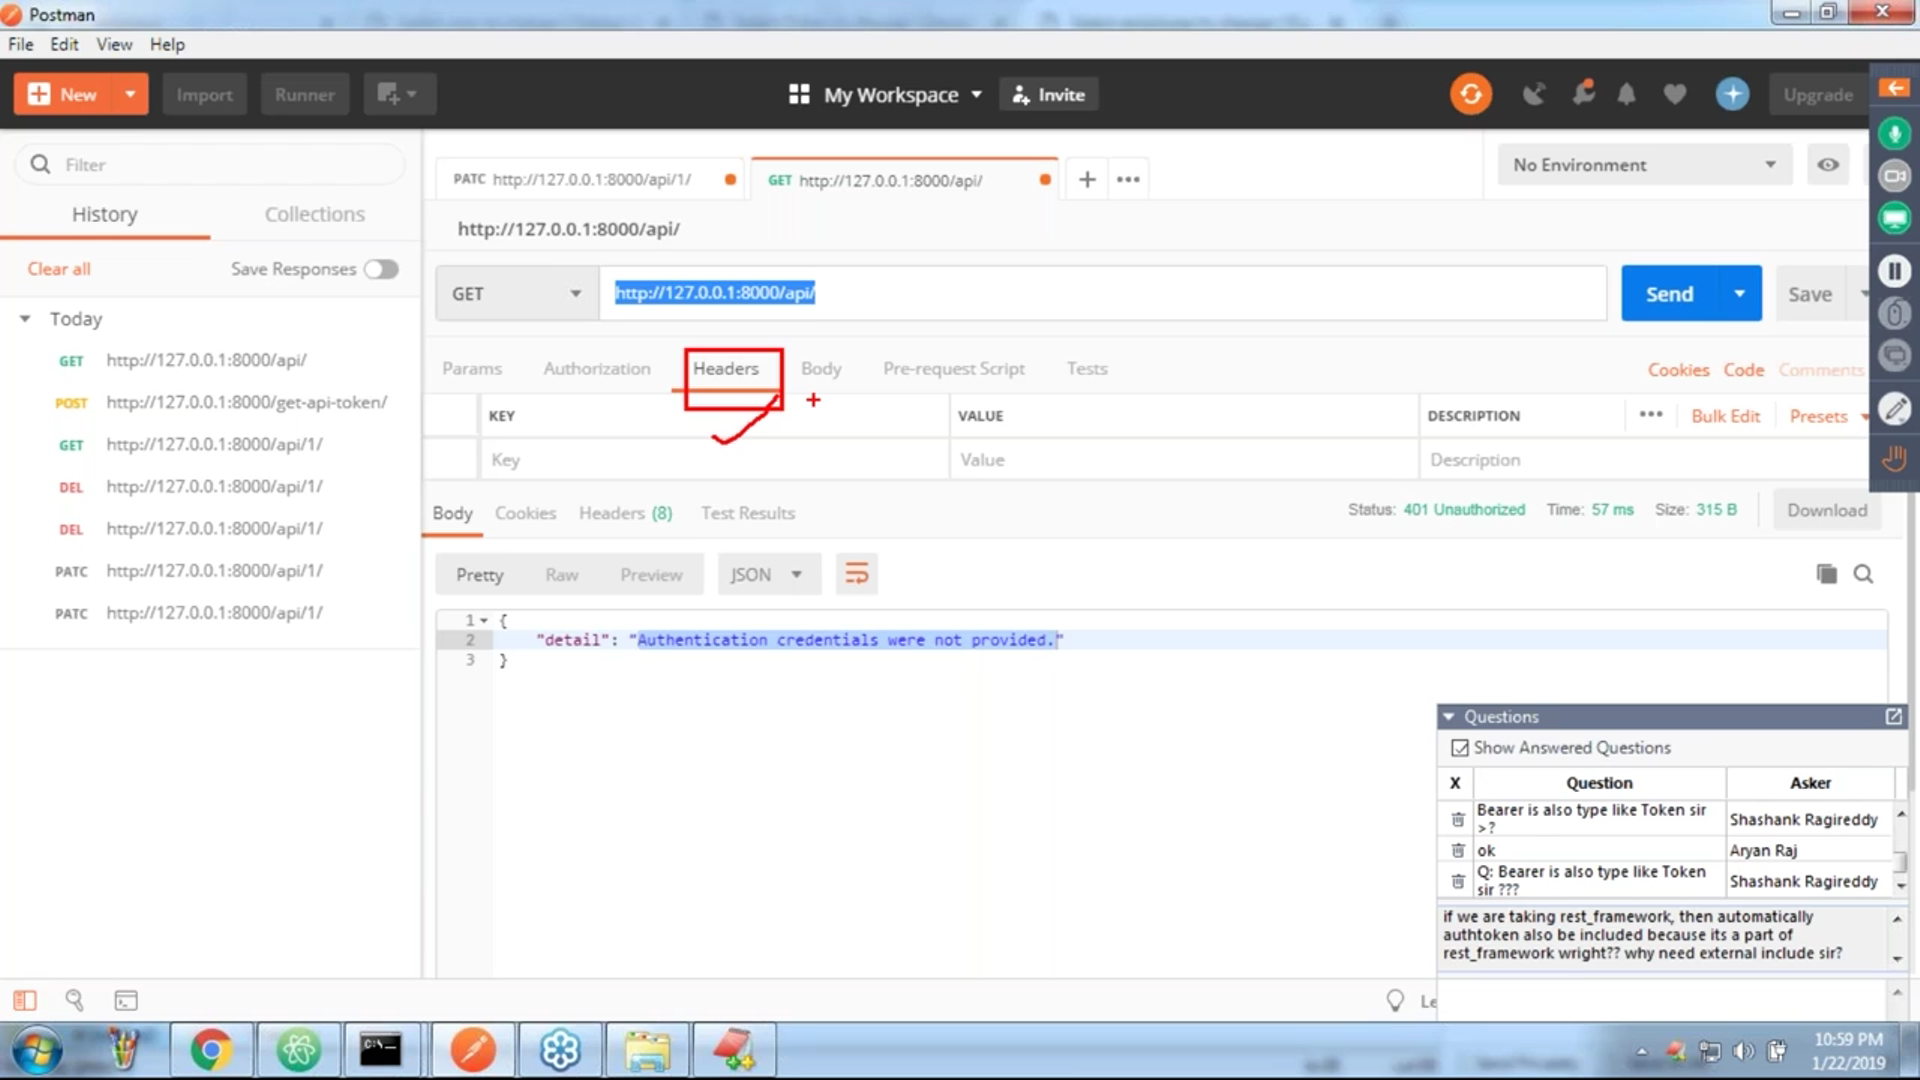 Postman
File Edit View Help
New Import Runner My Workspace Invite Upgrade
Filter
History Collections
Clear all Save Responses
Today
GET http://127.0.0.1:8000/api/
POST http://127.0.0.1:8000/get-api-token/
GET http://127.0.0.1:8000/api/1/
DEL http://127.0.0.1:8000/api/1/
DEL http://127.0.0.1:8000/api/1/
PATC http://127.0.0.1:8000/api/1/
PATC http://127.0.0.1:8000/api/1/
PATC http://127.0.0.1:8000/api/1/ GET http://127.0.0.1:8000/api/ No Environment
http://127.0.0.1:8000/api/
GET http://127.0.0.1:8000/api/ Send Save
Params Authorization Headers Body Pre-request Script Tests Cookies Code Comments
KEY VALUE DESCRIPTION Bulk Edit Presets
Key Value Description
Body Cookies Headers (8) Test Results Status: 401 Unauthorized Time: 57 ms Size: 315 B Download
Pretty Raw Preview JSON
1 {
2 "detail": "Authentication credentials were not provided."
3 }
Questions
Show Answered Questions
X Question Asker
Bearer is also type like Token sir
>? Shashank Ragireddy
ok Aryan Raj
Q: Bearer is also type like Token
sir ??? Shashank Ragireddy
if we are taking rest_framework, then automatically
authtoken also be included because its a part of
rest_framework wright?? why need external include sir?
Le
C:\
10:59 PM
1/22/2019